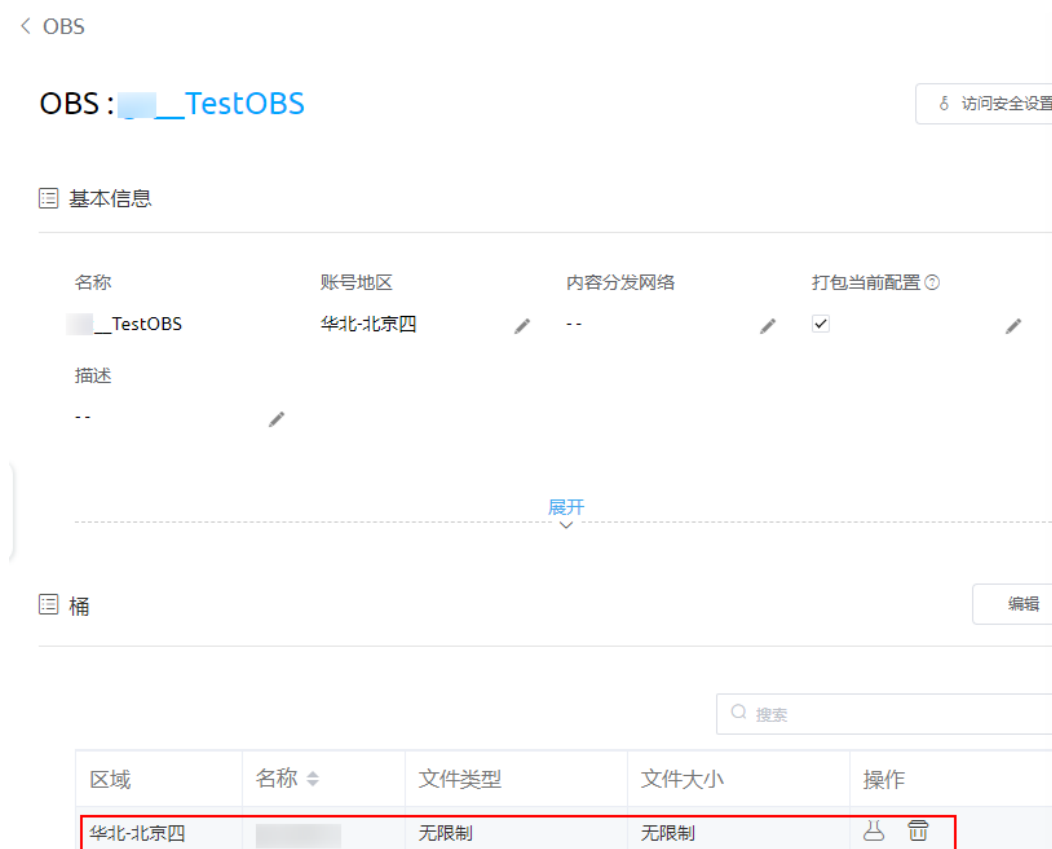 OBS
OBS : __TestOBS
访问安全设置
基本信息
名称 账号地区 内容分发网络 打包当前配置
__TestOBS 华北-北京四 - -
描述
- -
展开
桶
编辑
搜索
区域 名称 文件类型 文件大小 操作
华北-北京四 无限制 无限制